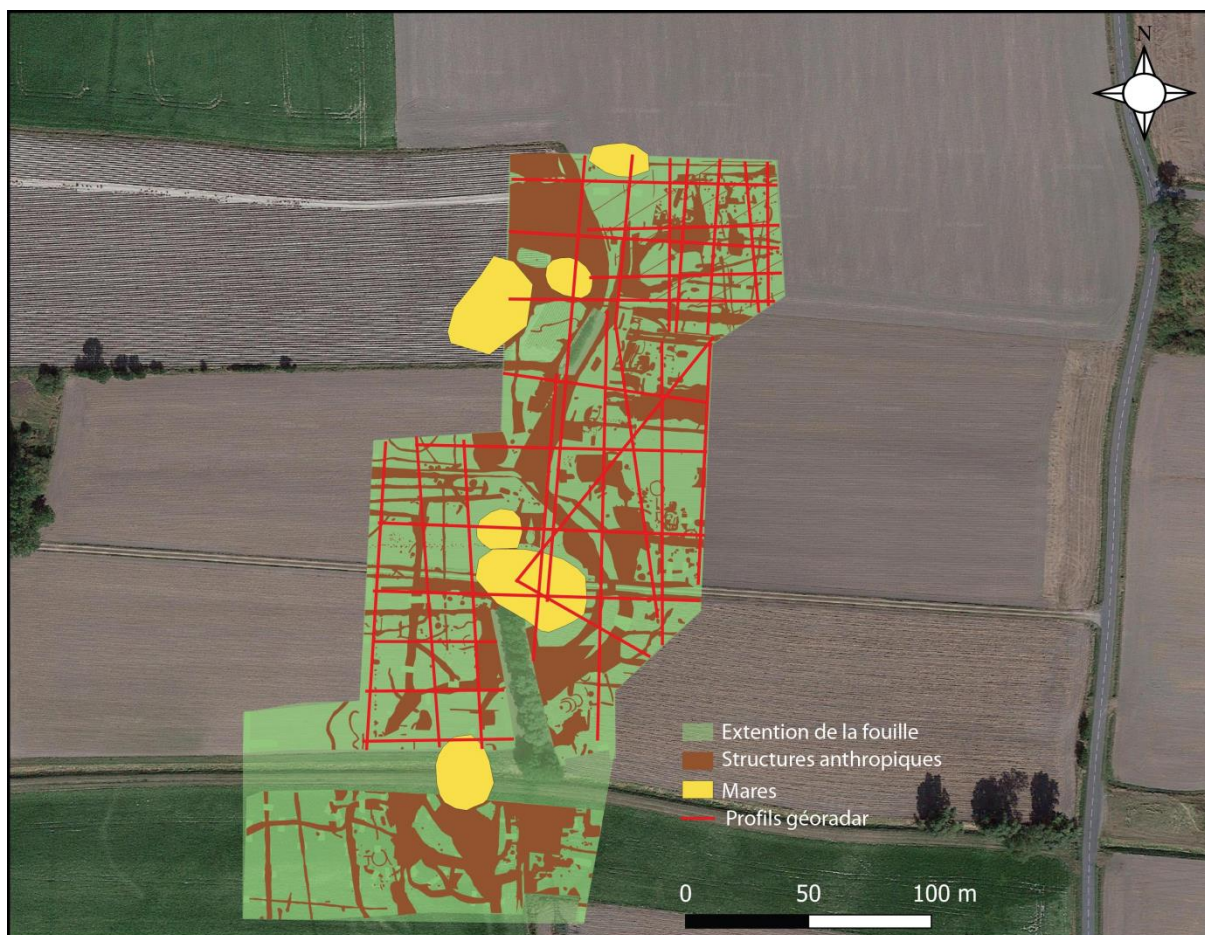 N
Extention de la fouille
Structures anthropiques
Mares
Profils géoradar
0 50 100 m